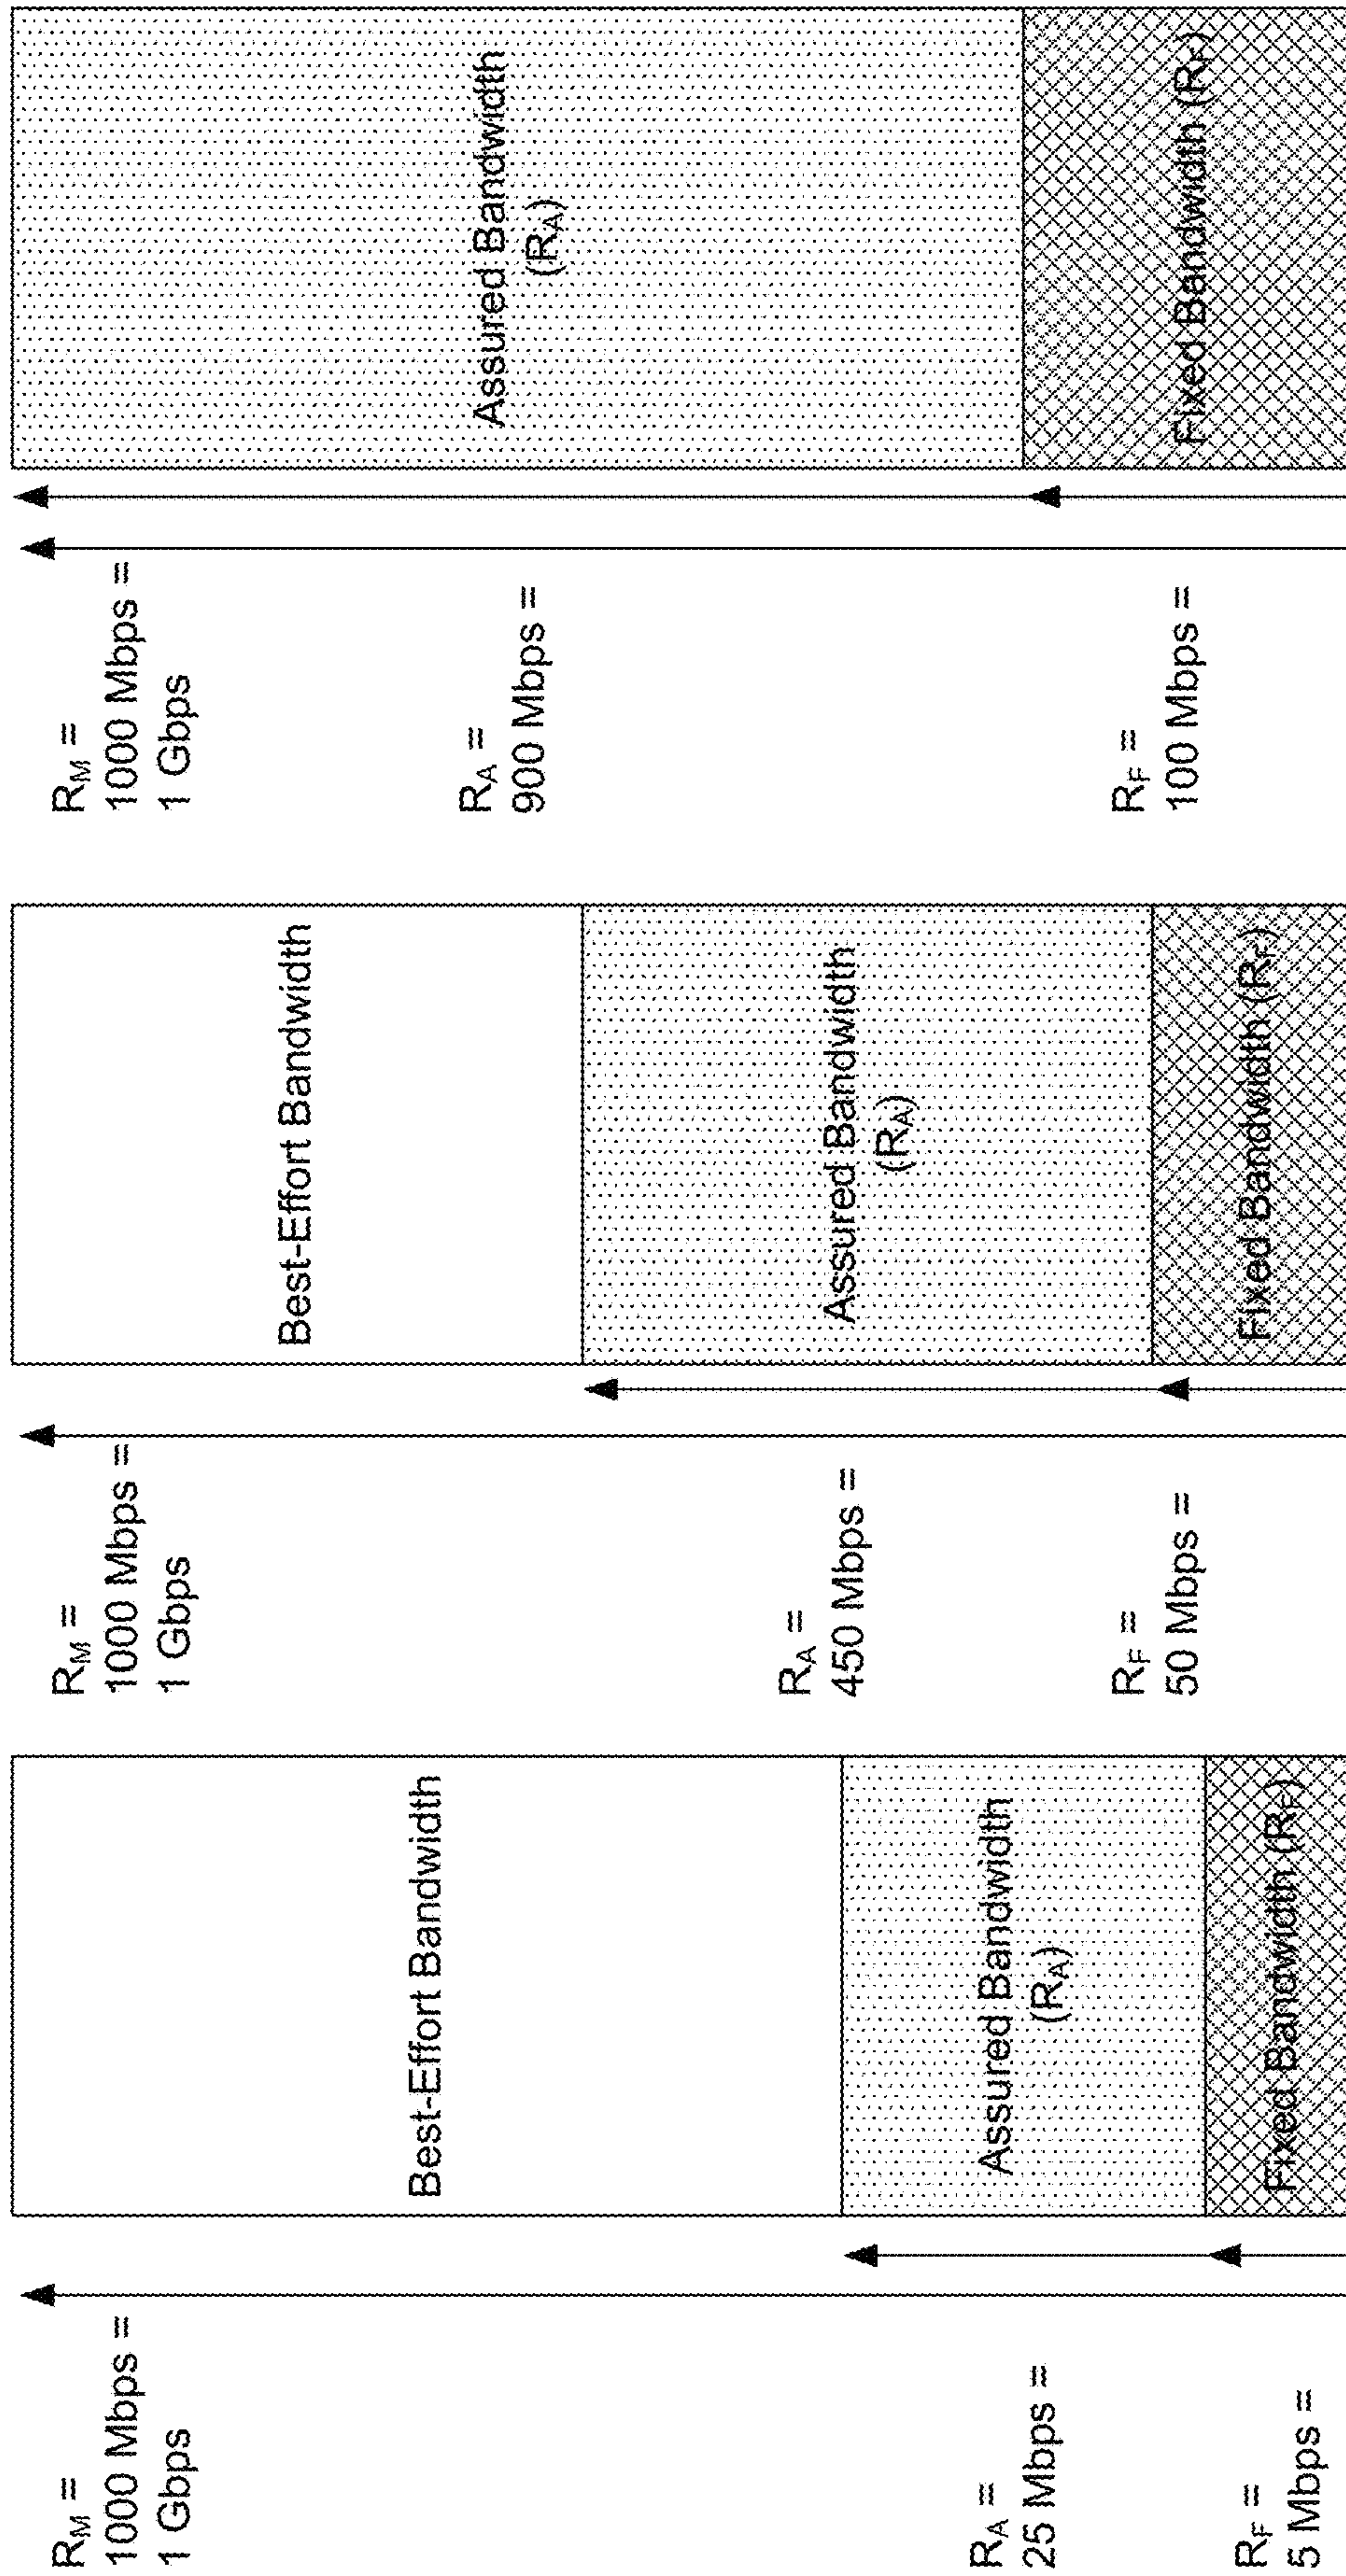 R_M =
1000 Mbps =
1 Gbps
R_A =
25 Mbps =
R_F =
5 Mbps =
Best-Effort Bandwidth
Assured Bandwidth
(R_A)
Fixed Bandwidth (R_F)
R_M =
1000 Mbps =
1 Gbps
R_A =
450 Mbps =
R_F =
50 Mbps =
Best-Effort Bandwidth
Assured Bandwidth
(R_A)
Fixed Bandwidth (R_F)
R_M =
1000 Mbps =
1 Gbps
R_A =
900 Mbps =
R_F =
100 Mbps =
Assured Bandwidth
(R_A)
Fixed Bandwidth (R_F)